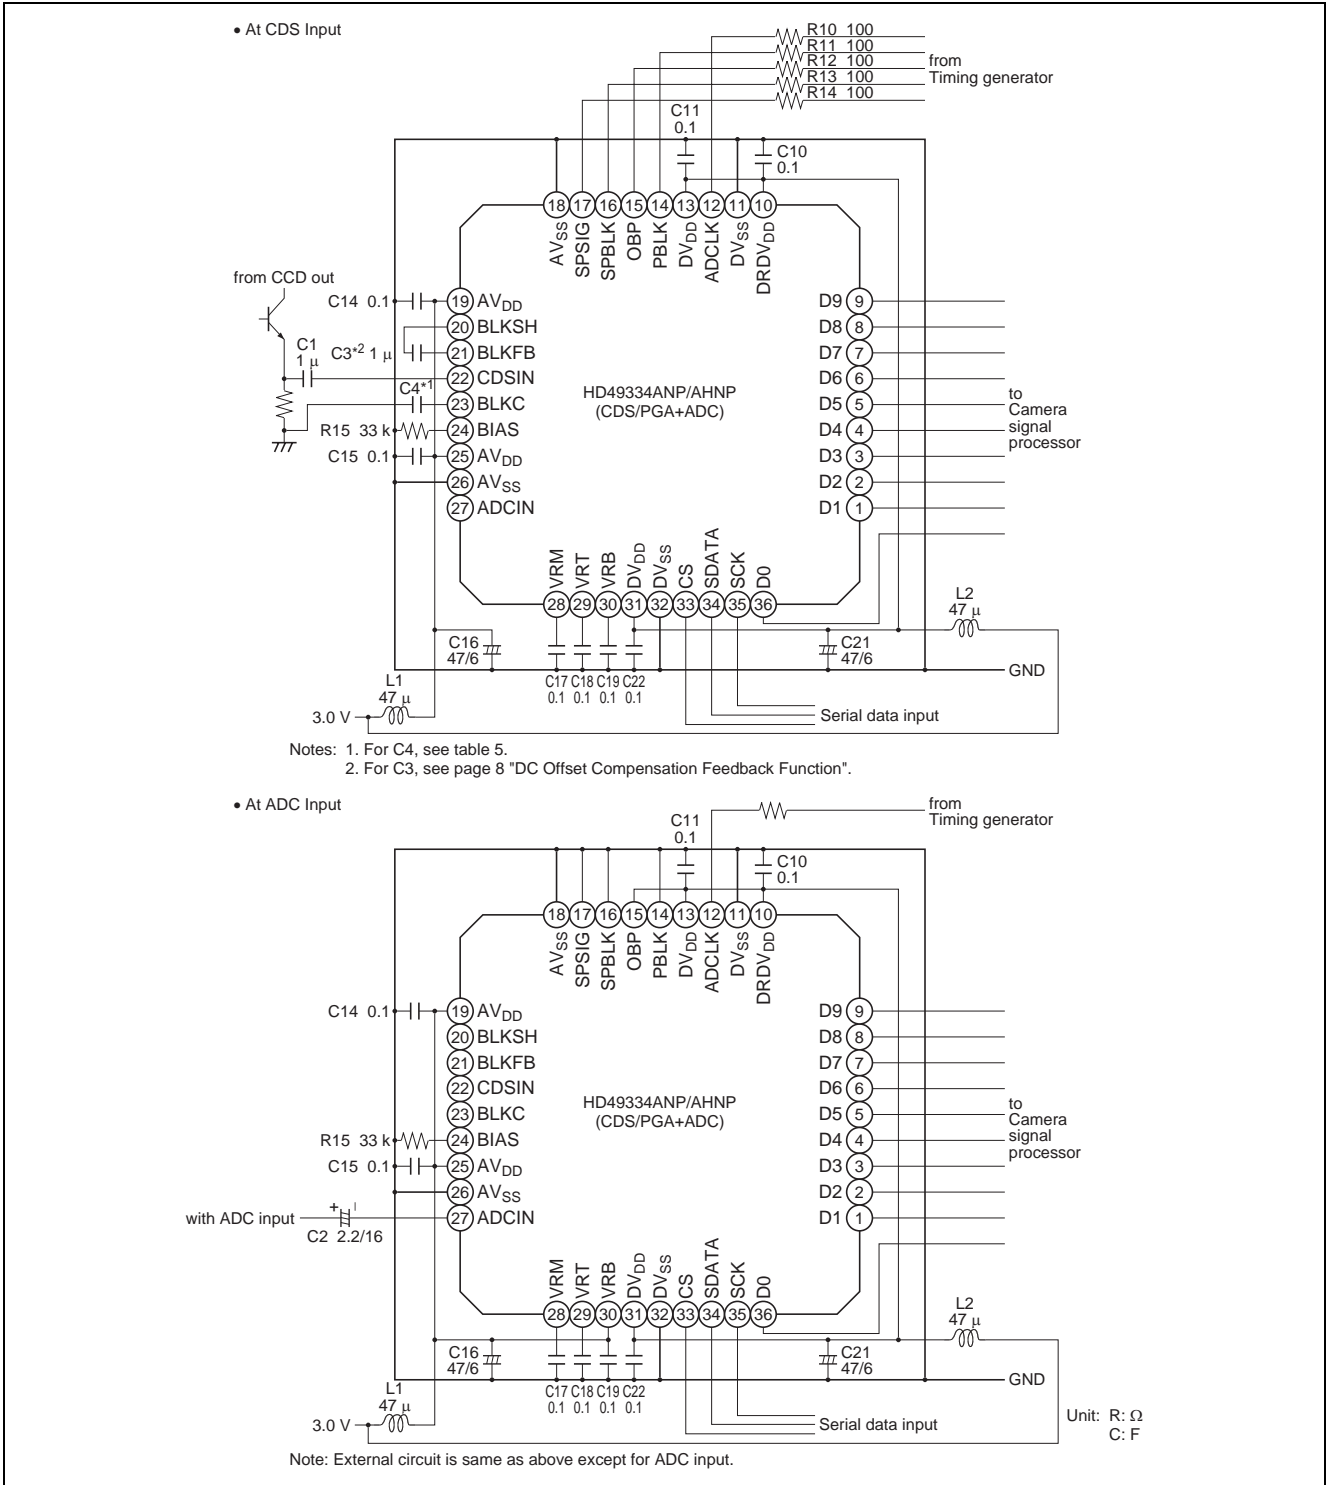 • At CDS Input
R10 100
R11 100
R12 100
R13 100
R14 100
from
Timing generator
C11
0.1
C10
0.1
18 17 16 15 14 13 12 11 10
AVSS
SPSIG
SPBLK
OBP
PBLK
DVDD
ADCLK
DVSS
DRDVDD
from CCD out
C14 0.1
19 AVDD
20 BLKSH
C1
1 μ
C3*2 1 μ
21 BLKFB
22 CDSIN
C4*1
23 BLKC
R15 33 k
24 BIAS
C15 0.1
25 AVDD
26 AVSS
27 ADCIN
HD49334ANP/AHNP
(CDS/PGA+ADC)
D9 9
D8 8
D7 7
D6 6
D5 5
D4 4
D3 3
D2 2
D1 1
to
Camera
signal
processor
VRM
VRT
VRB
DVDD
DVSS
CS
SDATA
SCK
D0
28 29 30 31 32 33 34 35 36
L2
47 μ
C16
47/6
C21
47/6
C17 C18 C19 C22
0.1 0.1 0.1 0.1
GND
L1
47 μ
3.0 V
Serial data input
Notes: 1. For C4, see table 5.
2. For C3, see page 8 "DC Offset Compensation Feedback Function".
• At ADC Input
from
Timing generator
C11
0.1
C10
0.1
18 17 16 15 14 13 12 11 10
AVSS
SPSIG
SPBLK
OBP
PBLK
DVDD
ADCLK
DVSS
DRDVDD
C14 0.1
19 AVDD
20 BLKSH
21 BLKFB
22 CDSIN
23 BLKC
R15 33 k
24 BIAS
C15 0.1
25 AVDD
26 AVSS
with ADC input
+
C2 2.2/16
27 ADCIN
HD49334ANP/AHNP
(CDS/PGA+ADC)
D9 9
D8 8
D7 7
D6 6
D5 5
D4 4
D3 3
D2 2
D1 1
to
Camera
signal
processor
VRM
VRT
VRB
DVDD
DVSS
CS
SDATA
SCK
D0
28 29 30 31 32 33 34 35 36
L2
47 μ
C16
47/6
C21
47/6
C17 C18 C19 C22
0.1 0.1 0.1 0.1
GND
L1
47 μ
3.0 V
Serial data input
Unit: R: Ω
C: F
Note: External circuit is same as above except for ADC input.